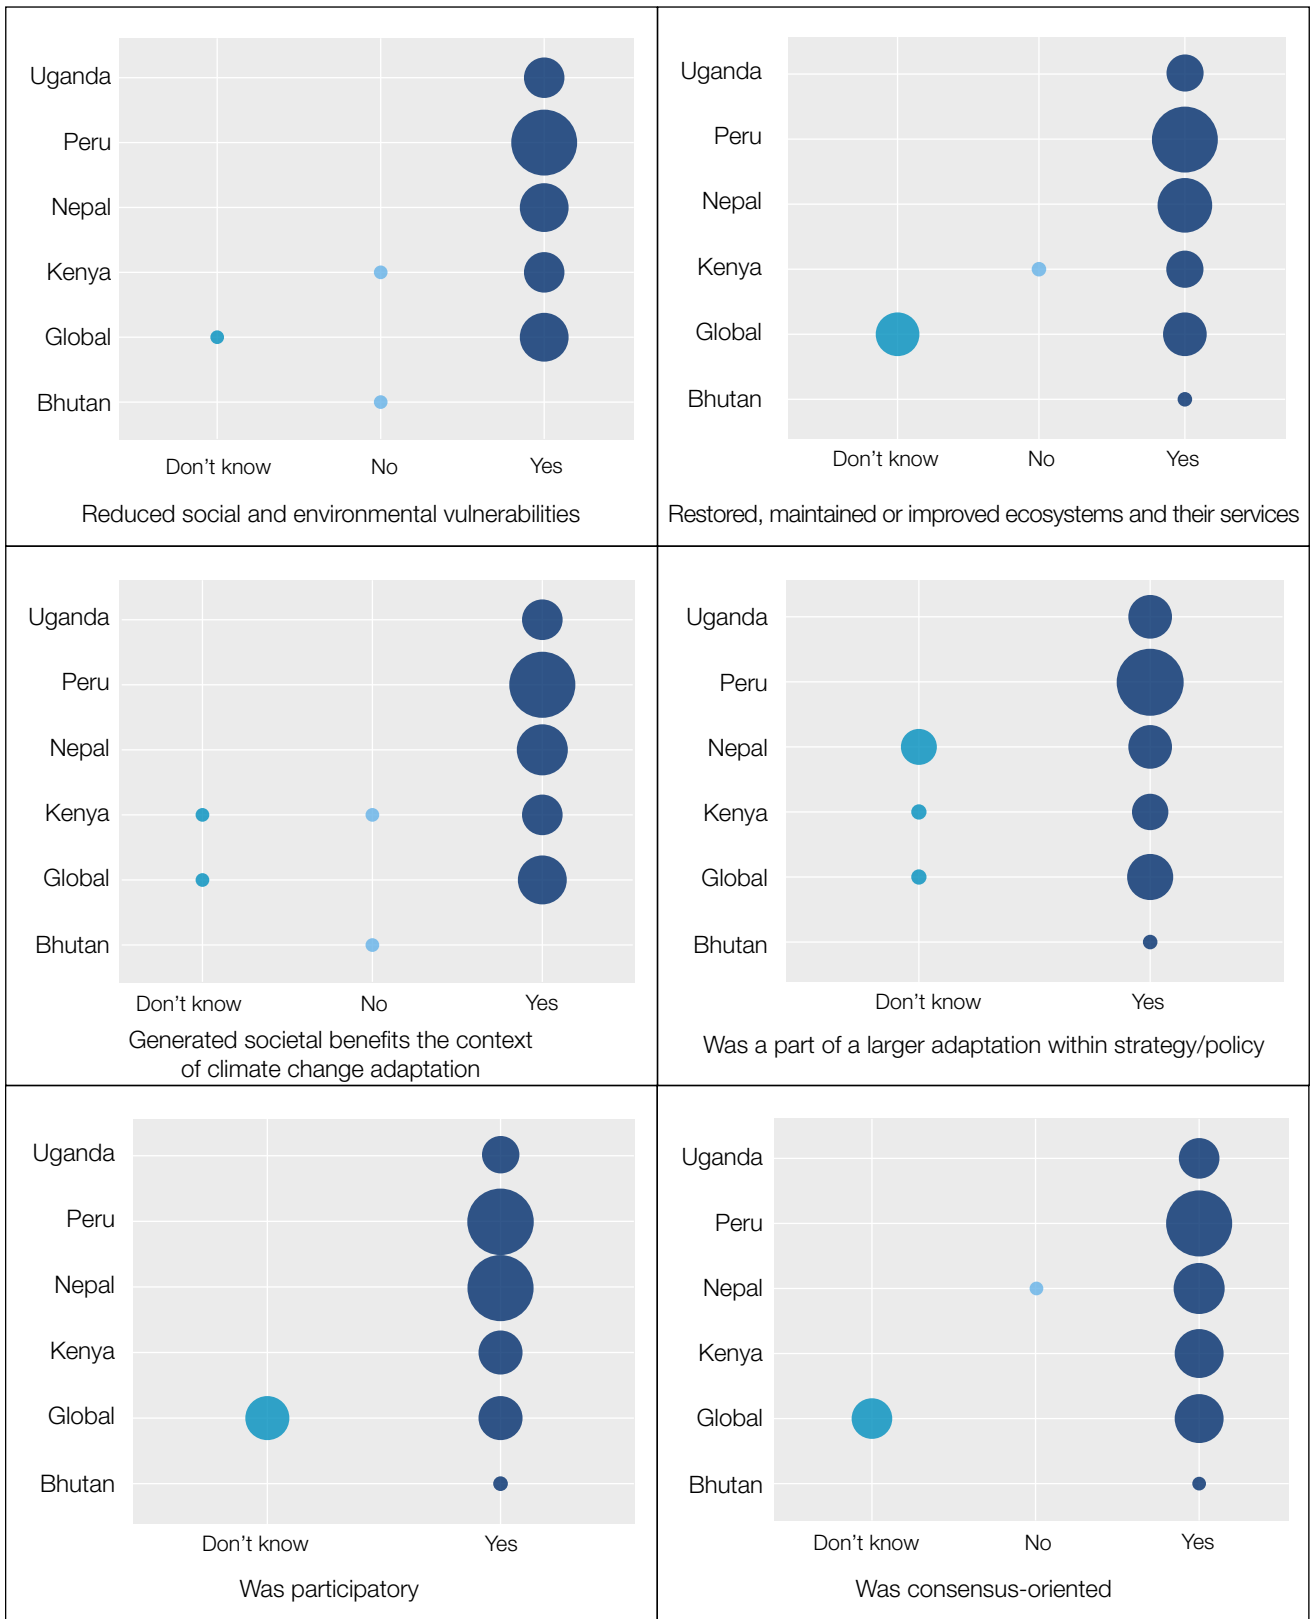 Uganda
Peru
Nepal
Kenya
Global
Bhutan
Don't know No Yes
Reduced social and environmental vulnerabilities
Uganda
Peru
Nepal
Kenya
Global
Bhutan
Don't know No Yes
Restored, maintained or improved ecosystems and their services
Uganda
Peru
Nepal
Kenya
Global
Bhutan
Don't know No Yes
Generated societal benefits the context
of climate change adaptation
Uganda
Peru
Nepal
Kenya
Global
Bhutan
Don't know Yes
Was a part of a larger adaptation within strategy/policy
Uganda
Peru
Nepal
Kenya
Global
Bhutan
Don't know Yes
Was participatory
Uganda
Peru
Nepal
Kenya
Global
Bhutan
Don't know No Yes
Was consensus-oriented